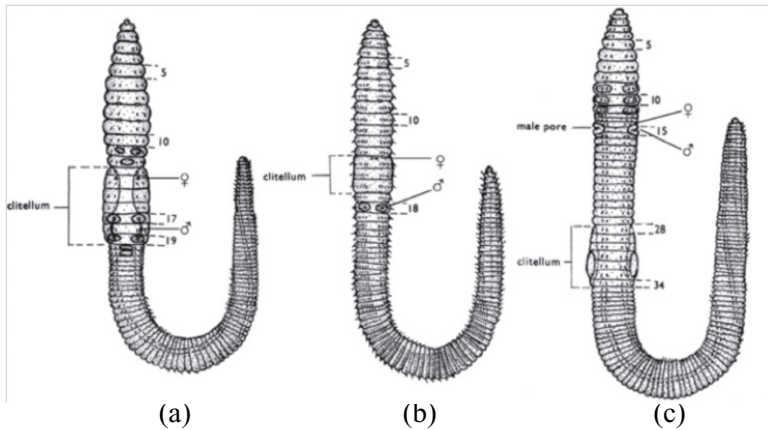 5
10
♀
clitellum
17
♂
19
5
10
♀
clitellum
♂
18
5
10
♀
male pore
15
♂
28
clitellum
34
(a)
(b)
(c)